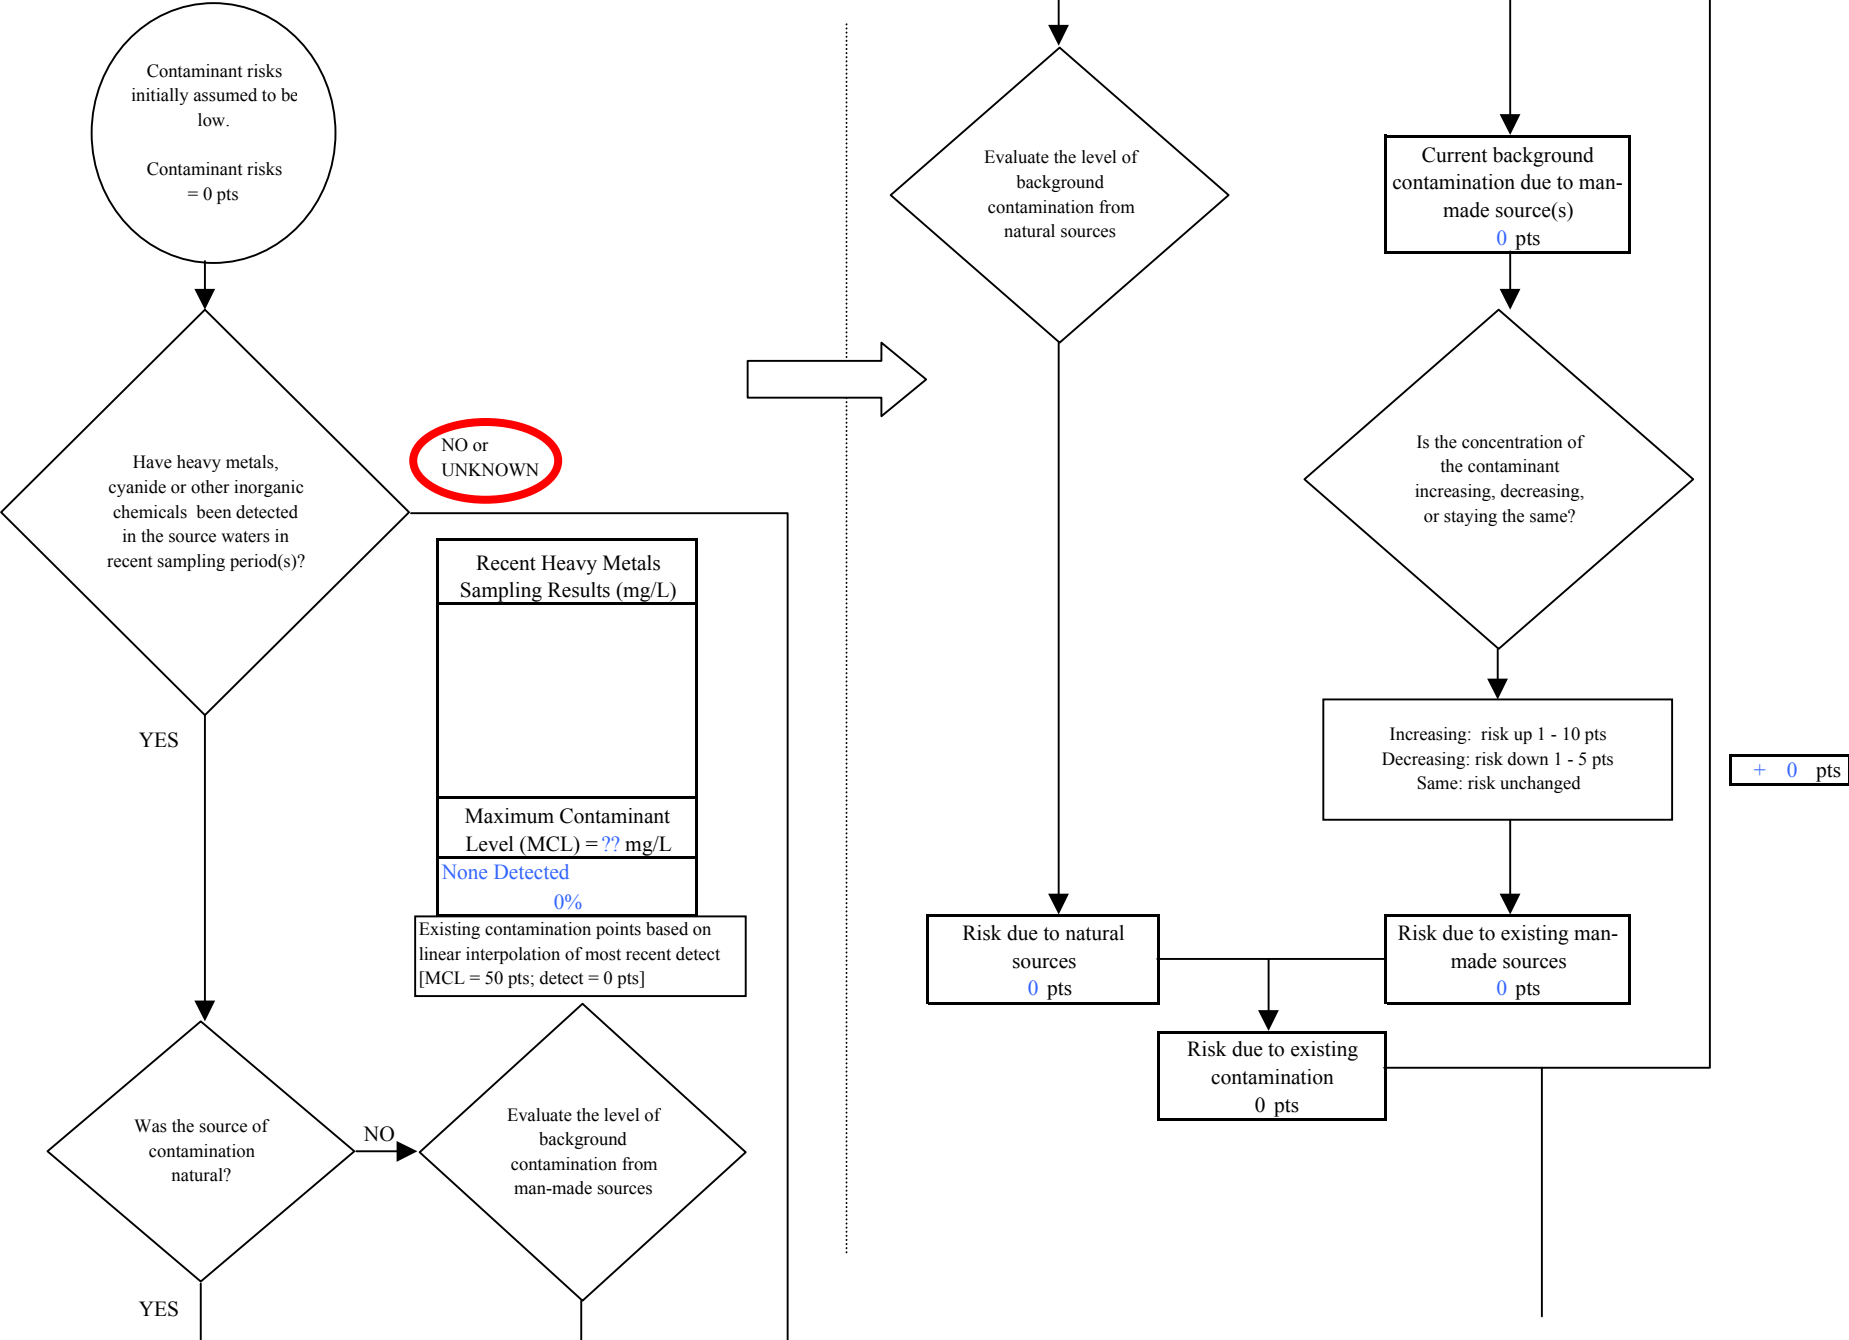 Contaminant risks
initially assumed to be
low.
Contaminant risks
= 0 pts
Have heavy metals,
cyanide or other inorganic
chemicals been detected
in the source waters in
recent sampling period(s)?
NO or
UNKNOWN
YES
Recent Heavy Metals
Sampling Results (mg/L)
Maximum Contaminant
Level (MCL) = ?? mg/L
None Detected
0%
Existing contamination points based on
linear interpolation of most recent detect
[MCL = 50 pts; detect = 0 pts]
Was the source of
contamination
natural?
NO
Evaluate the level of
background
contamination from
man-made sources
YES
Evaluate the level of
background
contamination from
natural sources
Current background
contamination due to man-
made source(s)
0 pts
Is the concentration of
the contaminant
increasing, decreasing,
or staying the same?
Increasing: risk up 1 - 10 pts
Decreasing: risk down 1 - 5 pts
Same: risk unchanged
+ 0 pts
Risk due to natural
sources
0 pts
Risk due to existing man-
made sources
0 pts
Risk due to existing
contamination
0 pts